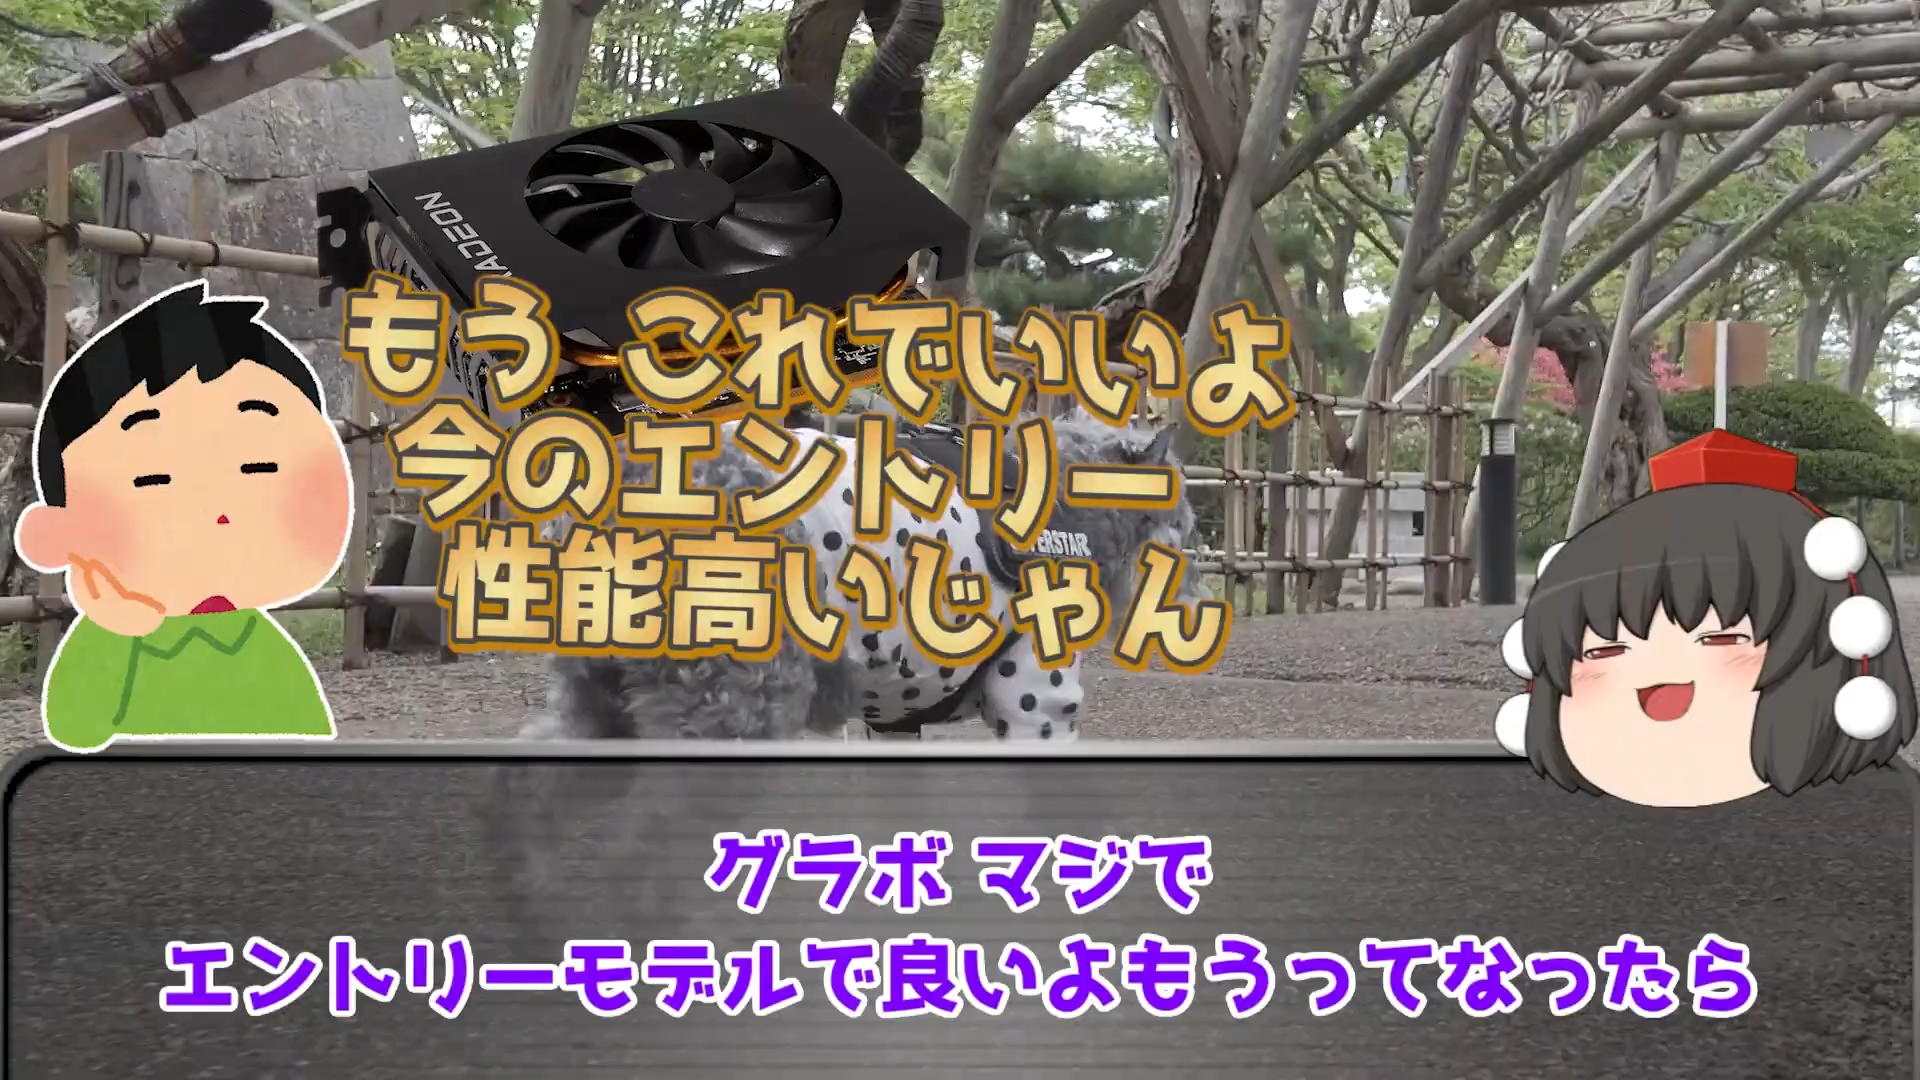 RADEON
もう これでいいよ
今のエントリー
性能高いじゃん
グラボ マジで
エントリーモデルで良いよもうってなったら